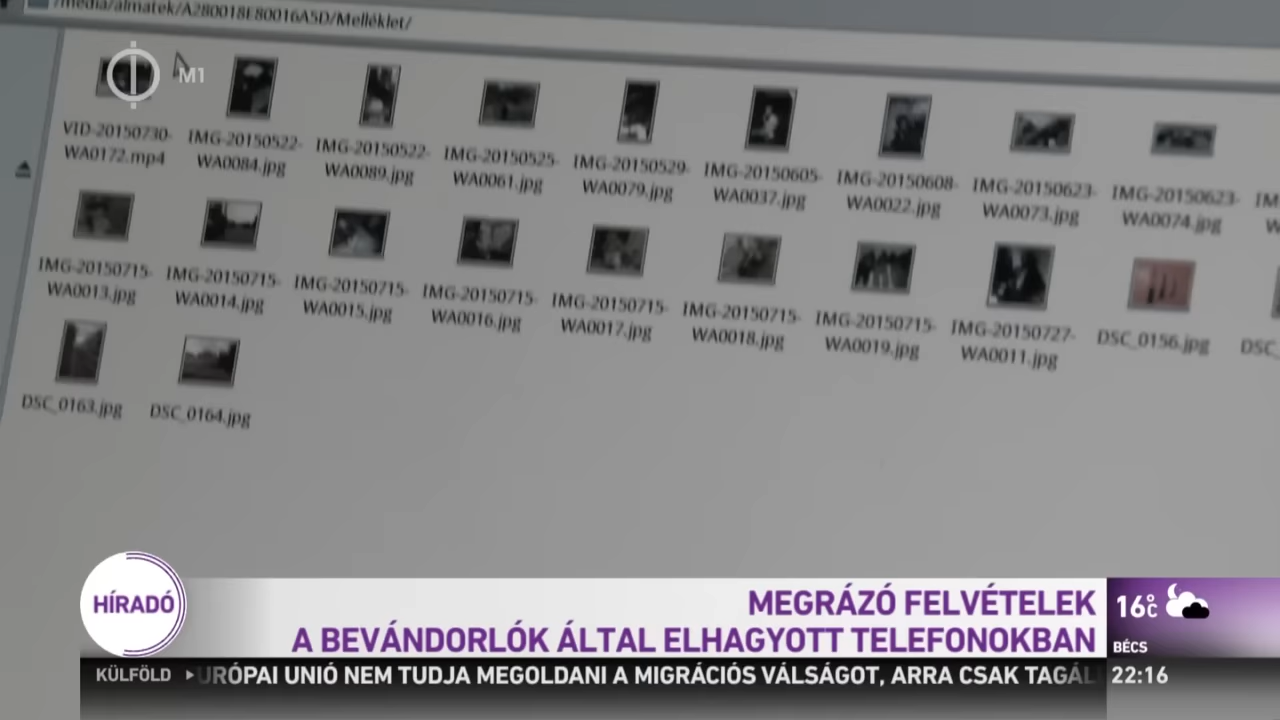 /media/almatek/A280018E80016A5D/Melléklet/
M1
VID-20150730-
WA0172.mp4
IMG-20150522-
WA0084.jpg
IMG-20150522-
WA0089.jpg
IMG-20150525-
WA0061.jpg
IMG-20150529-
WA0079.jpg
IMG-20150605-
WA0037.jpg
IMG-20150608-
WA0022.jpg
IMG-20150623-
WA0073.jpg
IMG-20150623-
WA0074.jpg
IMG-20150715-
WA0013.jpg
IMG-20150715-
WA0014.jpg
IMG-20150715-
WA0015.jpg
IMG-20150715-
WA0016.jpg
IMG-20150715-
WA0017.jpg
IMG-20150715-
WA0018.jpg
IMG-20150715-
WA0019.jpg
IMG-20150727-
WA0011.jpg
DSC_0156.jpg
DSC_
DSC_0163.jpg
DSC_0164.jpg
HÍRADÓ
MEGRÁZÓ FELVÉTELEK
A BEVÁNDORLÓK ÁLTAL ELHAGYOTT TELEFONOKBAN
16°C
BÉCS
KÜLFÖLD
URÓPAI UNIÓ NEM TUDJA MEGOLDANI A MIGRÁCIÓS VÁLSÁGOT, ARRA CSAK TAGÁL
22:16